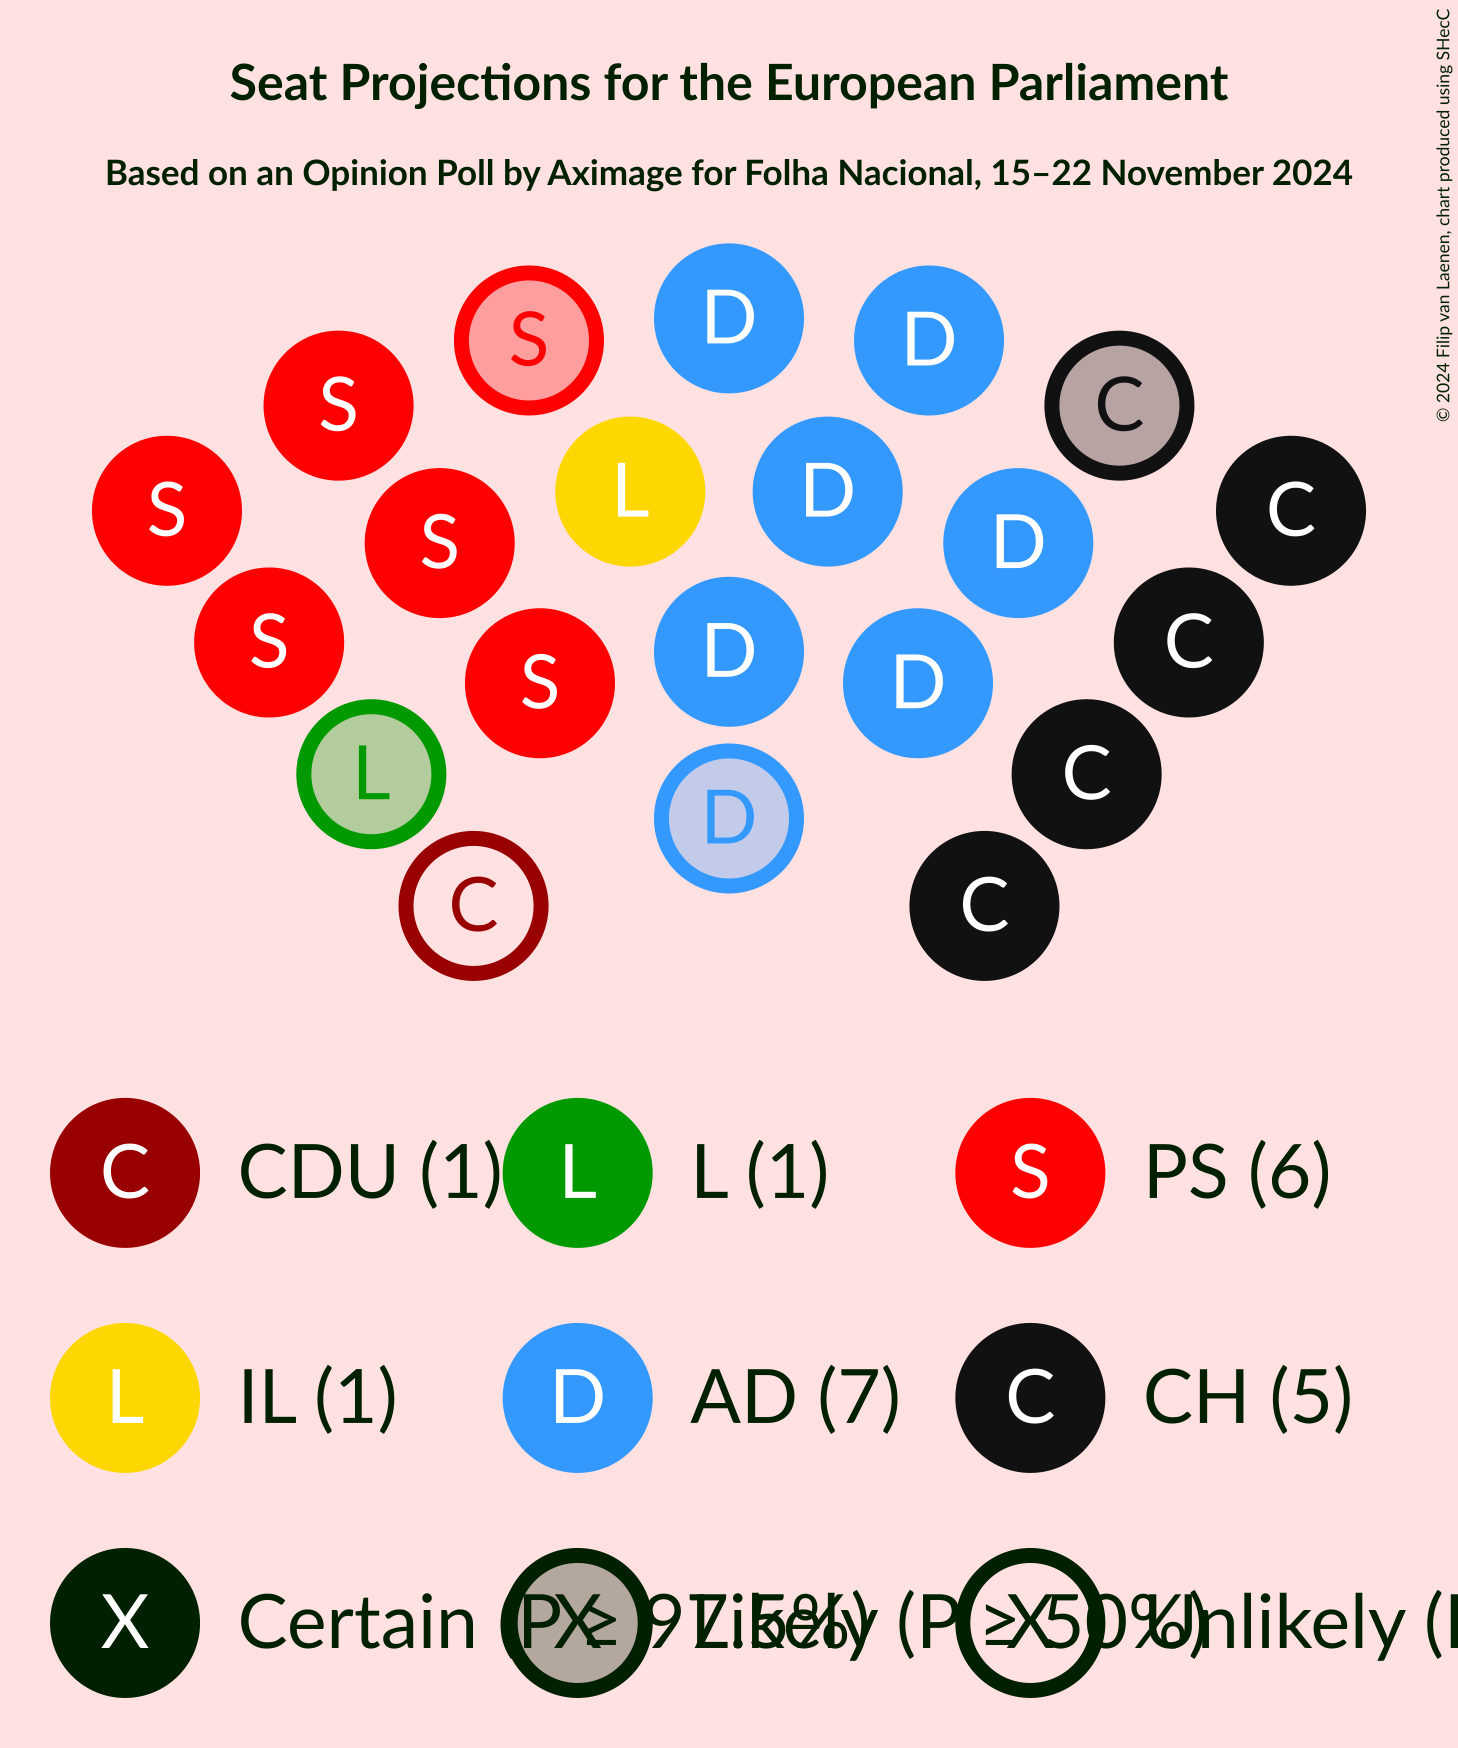 Seat Projections for the European Parliament
Based on an Opinion Poll by Aximage for Folha Nacional, 15–22 November 2024
© 2024 Filip van Laenen, chart produced using SHecC
D
S D
S C
L D
S C
S D
D
S D
S C
L C
D
C C
C CDU (1) L L (1) S PS (6)
L IL (1) D AD (7) C CH (5)
X Certain (P ≥ 97.5%) X Likely (P ≥ 50%) X Unlikely (